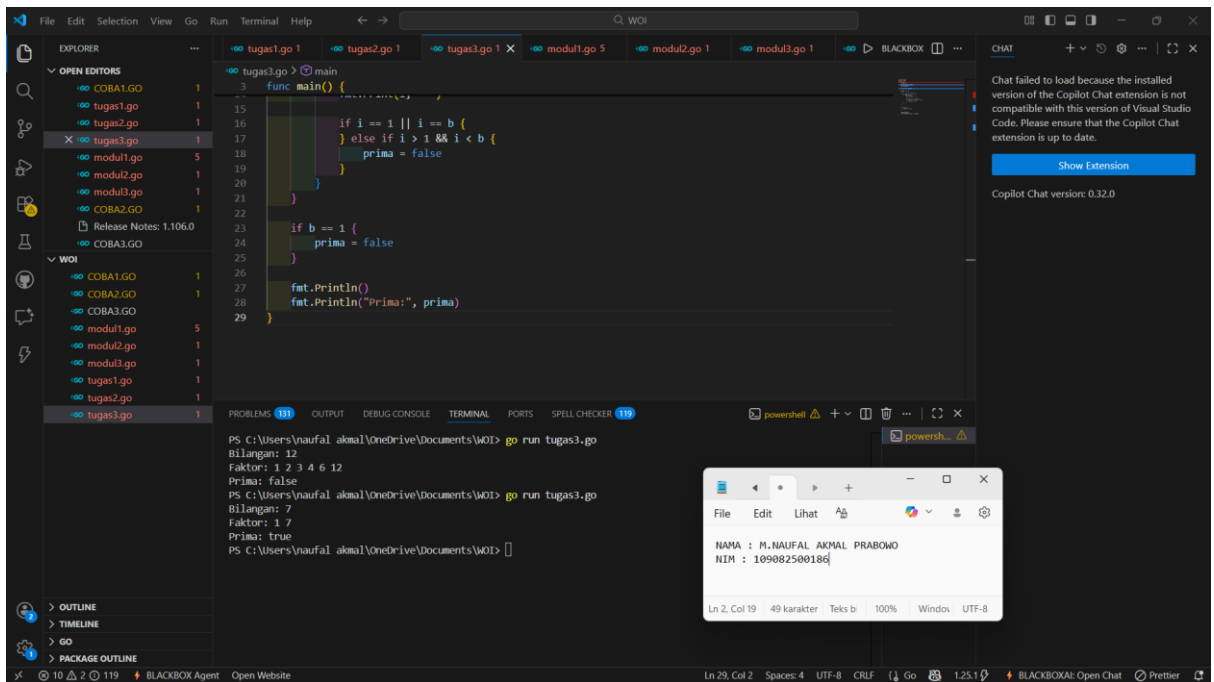 File Edit Selection View Go Run Terminal Help
WOI
EXPLORER
OPEN EDITORS
COBA1.GO 1
tugas1.go 1
tugas2.go 1
tugas3.go 1
modul1.go 5
modul2.go 1
modul3.go 1
COBA2.GO 1
Release Notes: 1.106.0
COBA3.GO
WOI
COBA1.GO 1
COBA2.GO 1
COBA3.GO
modul1.go 5
modul2.go 1
modul3.go 1
tugas1.go 1
tugas2.go 1
tugas3.go 1
OUTLINE
TIMELINE
GO
PACKAGE OUTLINE
tugas1.go 1 tugas2.go 1 tugas3.go 1 modul1.go 5 modul2.go 1 modul3.go 1 BLACKBOX
tugas3.go > main
3 func main() {
15
16 if i == 1 || i == b {
17 } else if i > 1 && i < b {
18 prima = false
19 }
20 }
21 }
22
23 if b == 1 {
24 prima = false
25 }
26
27 fmt.Println()
28 fmt.Println("Prima:", prima)
29 }
PROBLEMS 131 OUTPUT DEBUG CONSOLE TERMINAL PORTS SPELL CHECKER 119
powershell
powersh...
PS C:\Users\naufal akmal\OneDrive\Documents\WOI> go run tugas3.go
Bilangan: 12
Faktor: 1 2 3 4 6 12
Prima: false
PS C:\Users\naufal akmal\OneDrive\Documents\WOI> go run tugas3.go
Bilangan: 7
Faktor: 1 7
Prima: true
PS C:\Users\naufal akmal\OneDrive\Documents\WOI>
CHAT
Chat failed to load because the installed
version of the Copilot Chat extension is not
compatible with this version of Visual Studio
Code. Please ensure that the Copilot Chat
extension is up to date.
Show Extension
Copilot Chat version: 0.32.0
File Edit Lihat
NAMA : M.NAUFAL AKMAL PRABOWO
NIM : 109082500186
Ln 2, Col 19 49 karakter Teks bi 100% Window UTF-8
2
1
10 2 119 BLACKBOX Agent Open Website
Ln 29, Col 2 Spaces: 4 UTF-8 CRLF Go 1.25.1 BLACKBOXAI: Open Chat Prettier